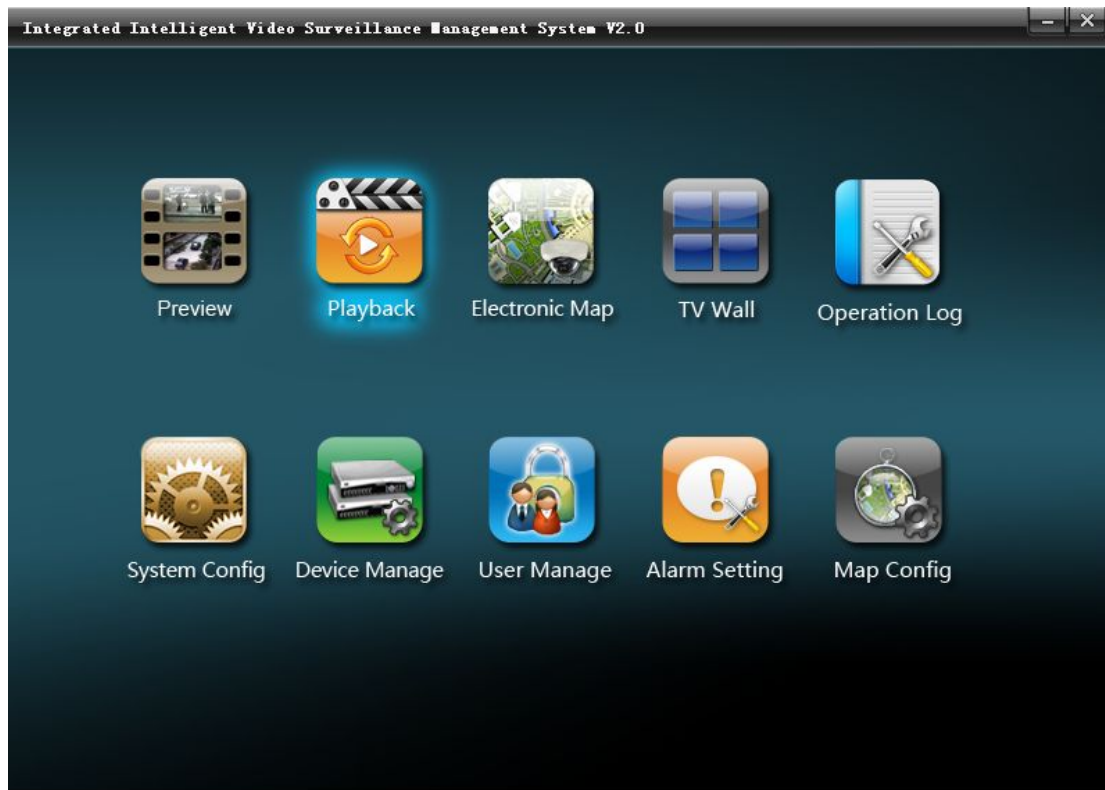 Integrated Intelligent Video Surveillance Management System V2.0
Preview
Playback
Electronic Map
TV Wall
Operation Log
System Config
Device Manage
User Manage
Alarm Setting
Map Config